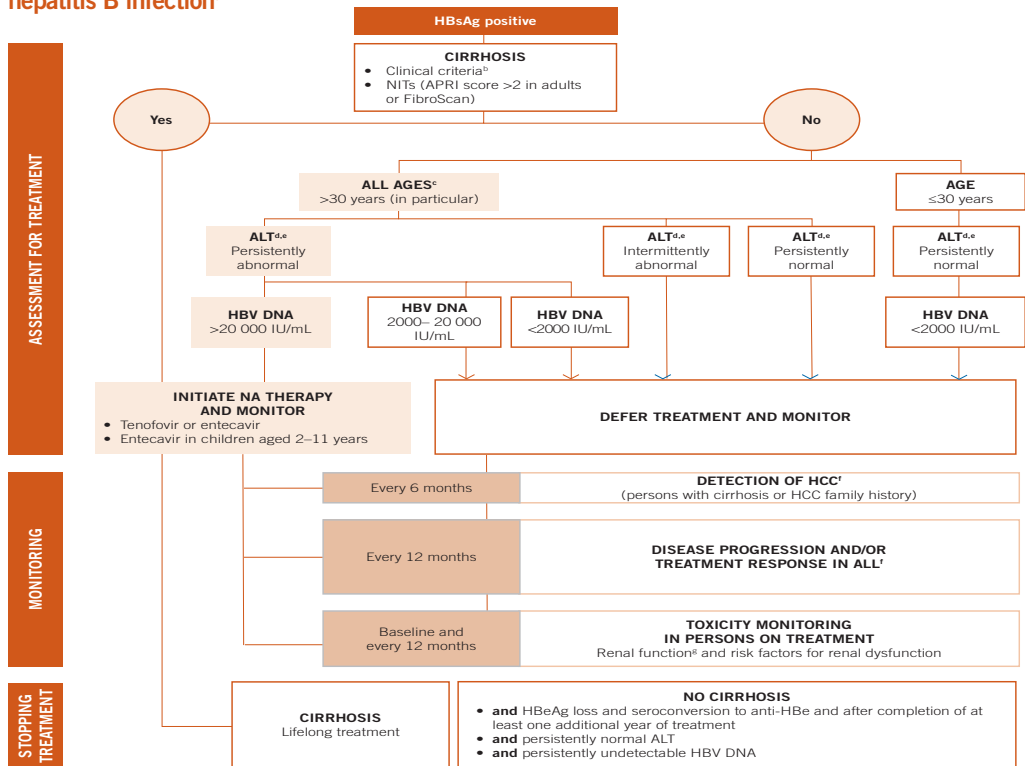 hepatitis B infection
HBsAg positive
CIRRHOSIS
• Clinical criteriaᵇ
• NITs (APRI score >2 in adults
or FibroScan)
Yes
No
ASSESSMENT FOR TREATMENT
ALL AGESᶜ
>30 years (in particular)
AGE
≤30 years
ALTᵈ,ᵉ
Persistently
abnormal
ALTᵈ,ᵉ
Intermittently
abnormal
ALTᵈ,ᵉ
Persistently
normal
ALTᵈ,ᵉ
Persistently
normal
HBV DNA
>20 000 IU/mL
HBV DNA
2000– 20 000
IU/mL
HBV DNA
<2000 IU/mL
HBV DNA
<2000 IU/mL
INITIATE NA THERAPY
AND MONITOR
• Tenofovir or entecavir
• Entecavir in children aged 2–11 years
DEFER TREATMENT AND MONITOR
MONITORING
Every 6 months
DETECTION OF HCCᶠ
(persons with cirrhosis or HCC family history)
Every 12 months
DISEASE PROGRESSION AND/OR
TREATMENT RESPONSE IN ALLᶠ
Baseline and
every 12 months
TOXICITY MONITORING
IN PERSONS ON TREATMENT
Renal functionᵍ and risk factors for renal dysfunction
STOPPING
TREATMENT
CIRRHOSIS
Lifelong treatment
NO CIRRHOSIS
• and HBeAg loss and seroconversion to anti-HBe and after completion of at
least one additional year of treatment
• and persistently normal ALT
• and persistently undetectable HBV DNA